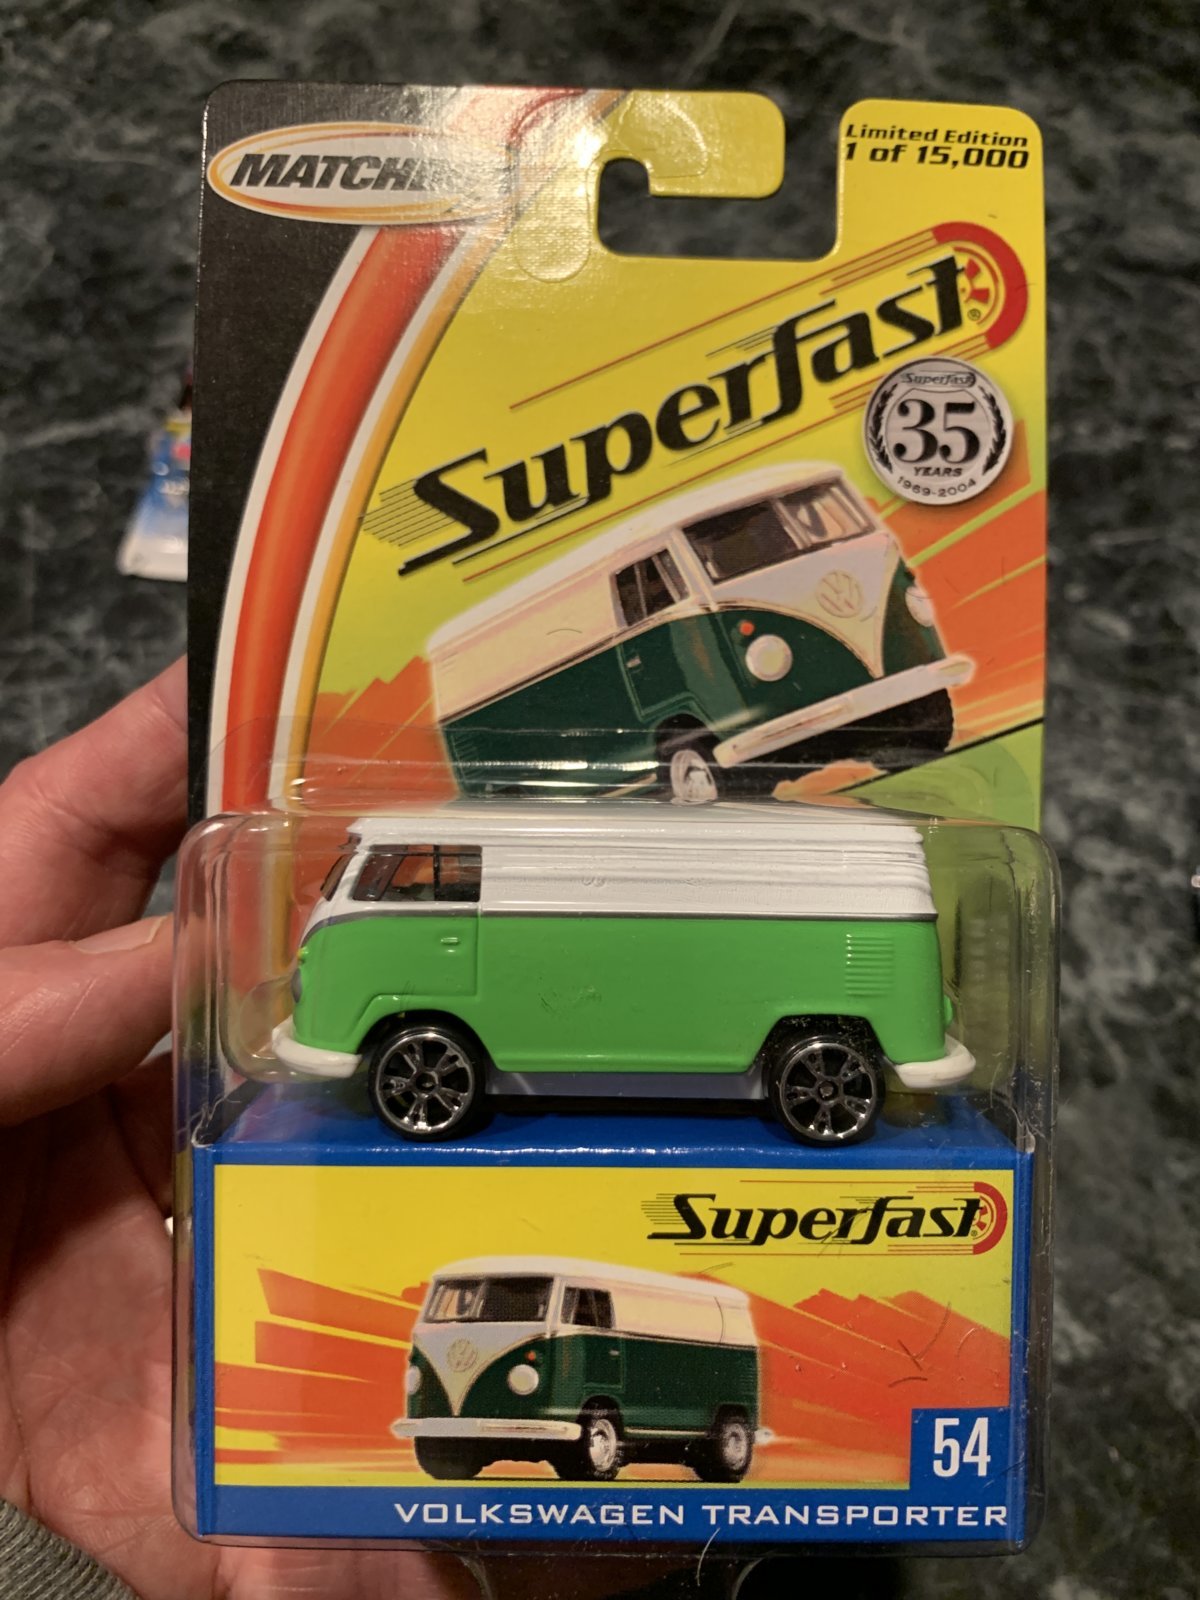 MATCHB
Limited Edition
1 of 15,000
Superfast®
Superfast
35
YEARS
1969-2004
Superfast
54
VOLKSWAGEN TRANSPORTER